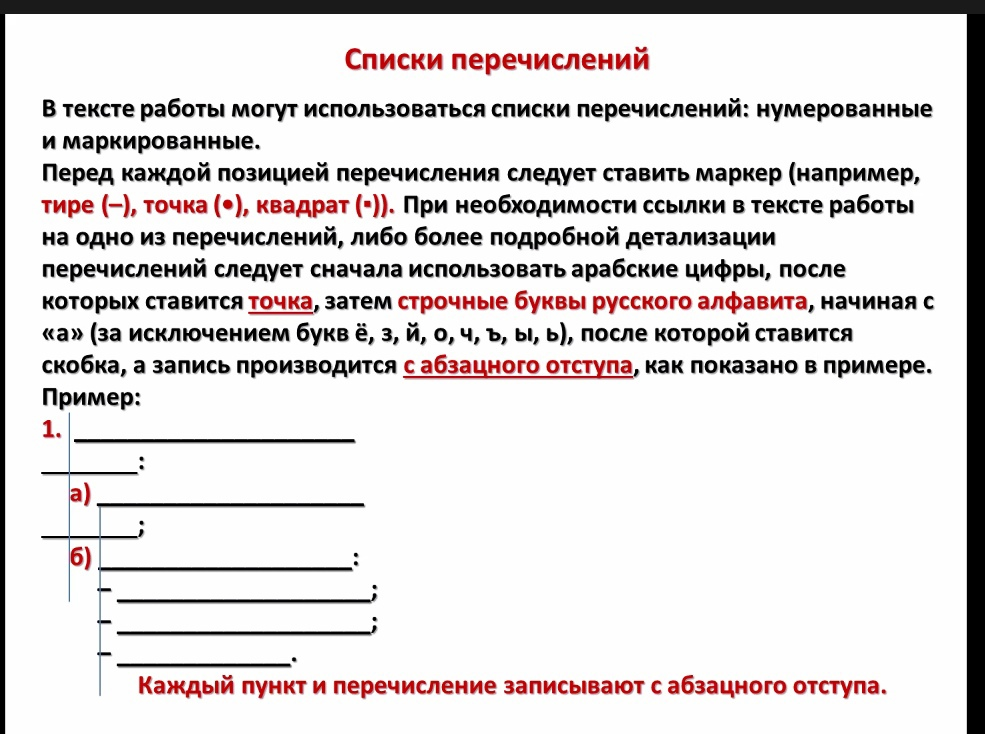 Списки перечислений
В тексте работы могут использоваться списки перечислений: нумерованные
и маркированные.
Перед каждой позицией перечисления следует ставить маркер (например,
тире (–), точка (•), квадрат (▪)). При необходимости ссылки в тексте работы
на одно из перечислений, либо более подробной детализации
перечислений следует сначала использовать арабские цифры, после
которых ставится точка, затем строчные буквы русского алфавита, начиная с
«а» (за исключением букв ё, з, й, о, ч, ъ, ы, ь), после которой ставится
скобка, а запись производится с абзацного отступа, как показано в примере.
Пример:
1. ______________________
________:
а) _____________________
________;
б) ____________________:
– ____________________;
– ____________________;
– ______________.
Каждый пункт и перечисление записывают с абзацного отступа.